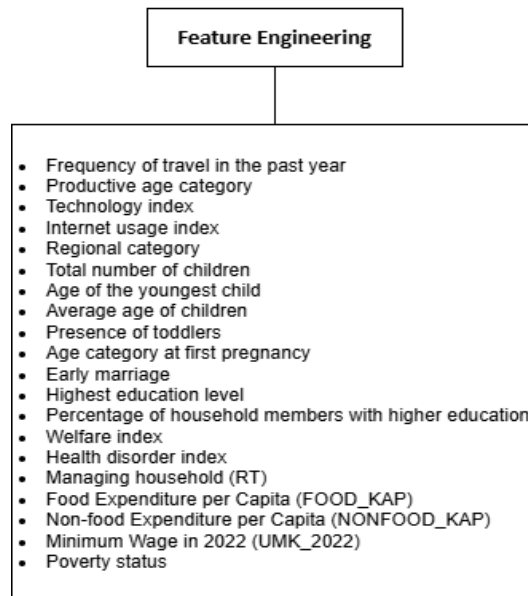 Feature Engineering
• Frequency of travel in the past year
• Productive age category
• Technology index
• Internet usage index
• Regional category
• Total number of children
• Age of the youngest child
• Average age of children
• Presence of toddlers
• Age category at first pregnancy
• Early marriage
• Highest education level
• Percentage of household members with higher education
• Welfare index
• Health disorder index
• Managing household (RT)
• Food Expenditure per Capita (FOOD_KAP)
• Non-food Expenditure per Capita (NONFOOD_KAP)
• Minimum Wage in 2022 (UMK_2022)
• Poverty status